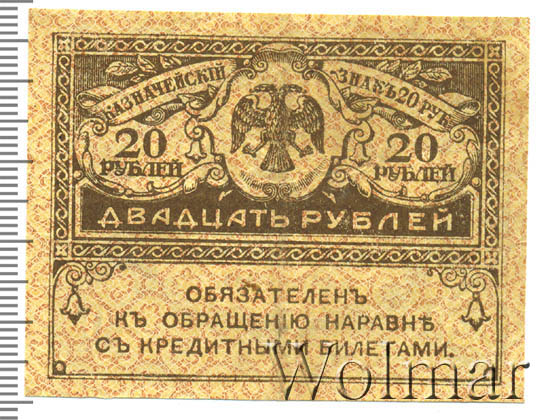 КАЗНАЧЕЙСКІЙ ЗНАКЪ 20 РУБ.
20 РУБЛЕЙ
20 РУБЛЕЙ
ДВАДЦАТЬ РУБЛЕЙ
ОБЯЗАТЕЛЕНЪ
КЪ ОБРАЩЕНІЮ НАРАВНѢ
СЪ КРЕДИТНЫМИ БИЛЕТАМИ.
Wolmar